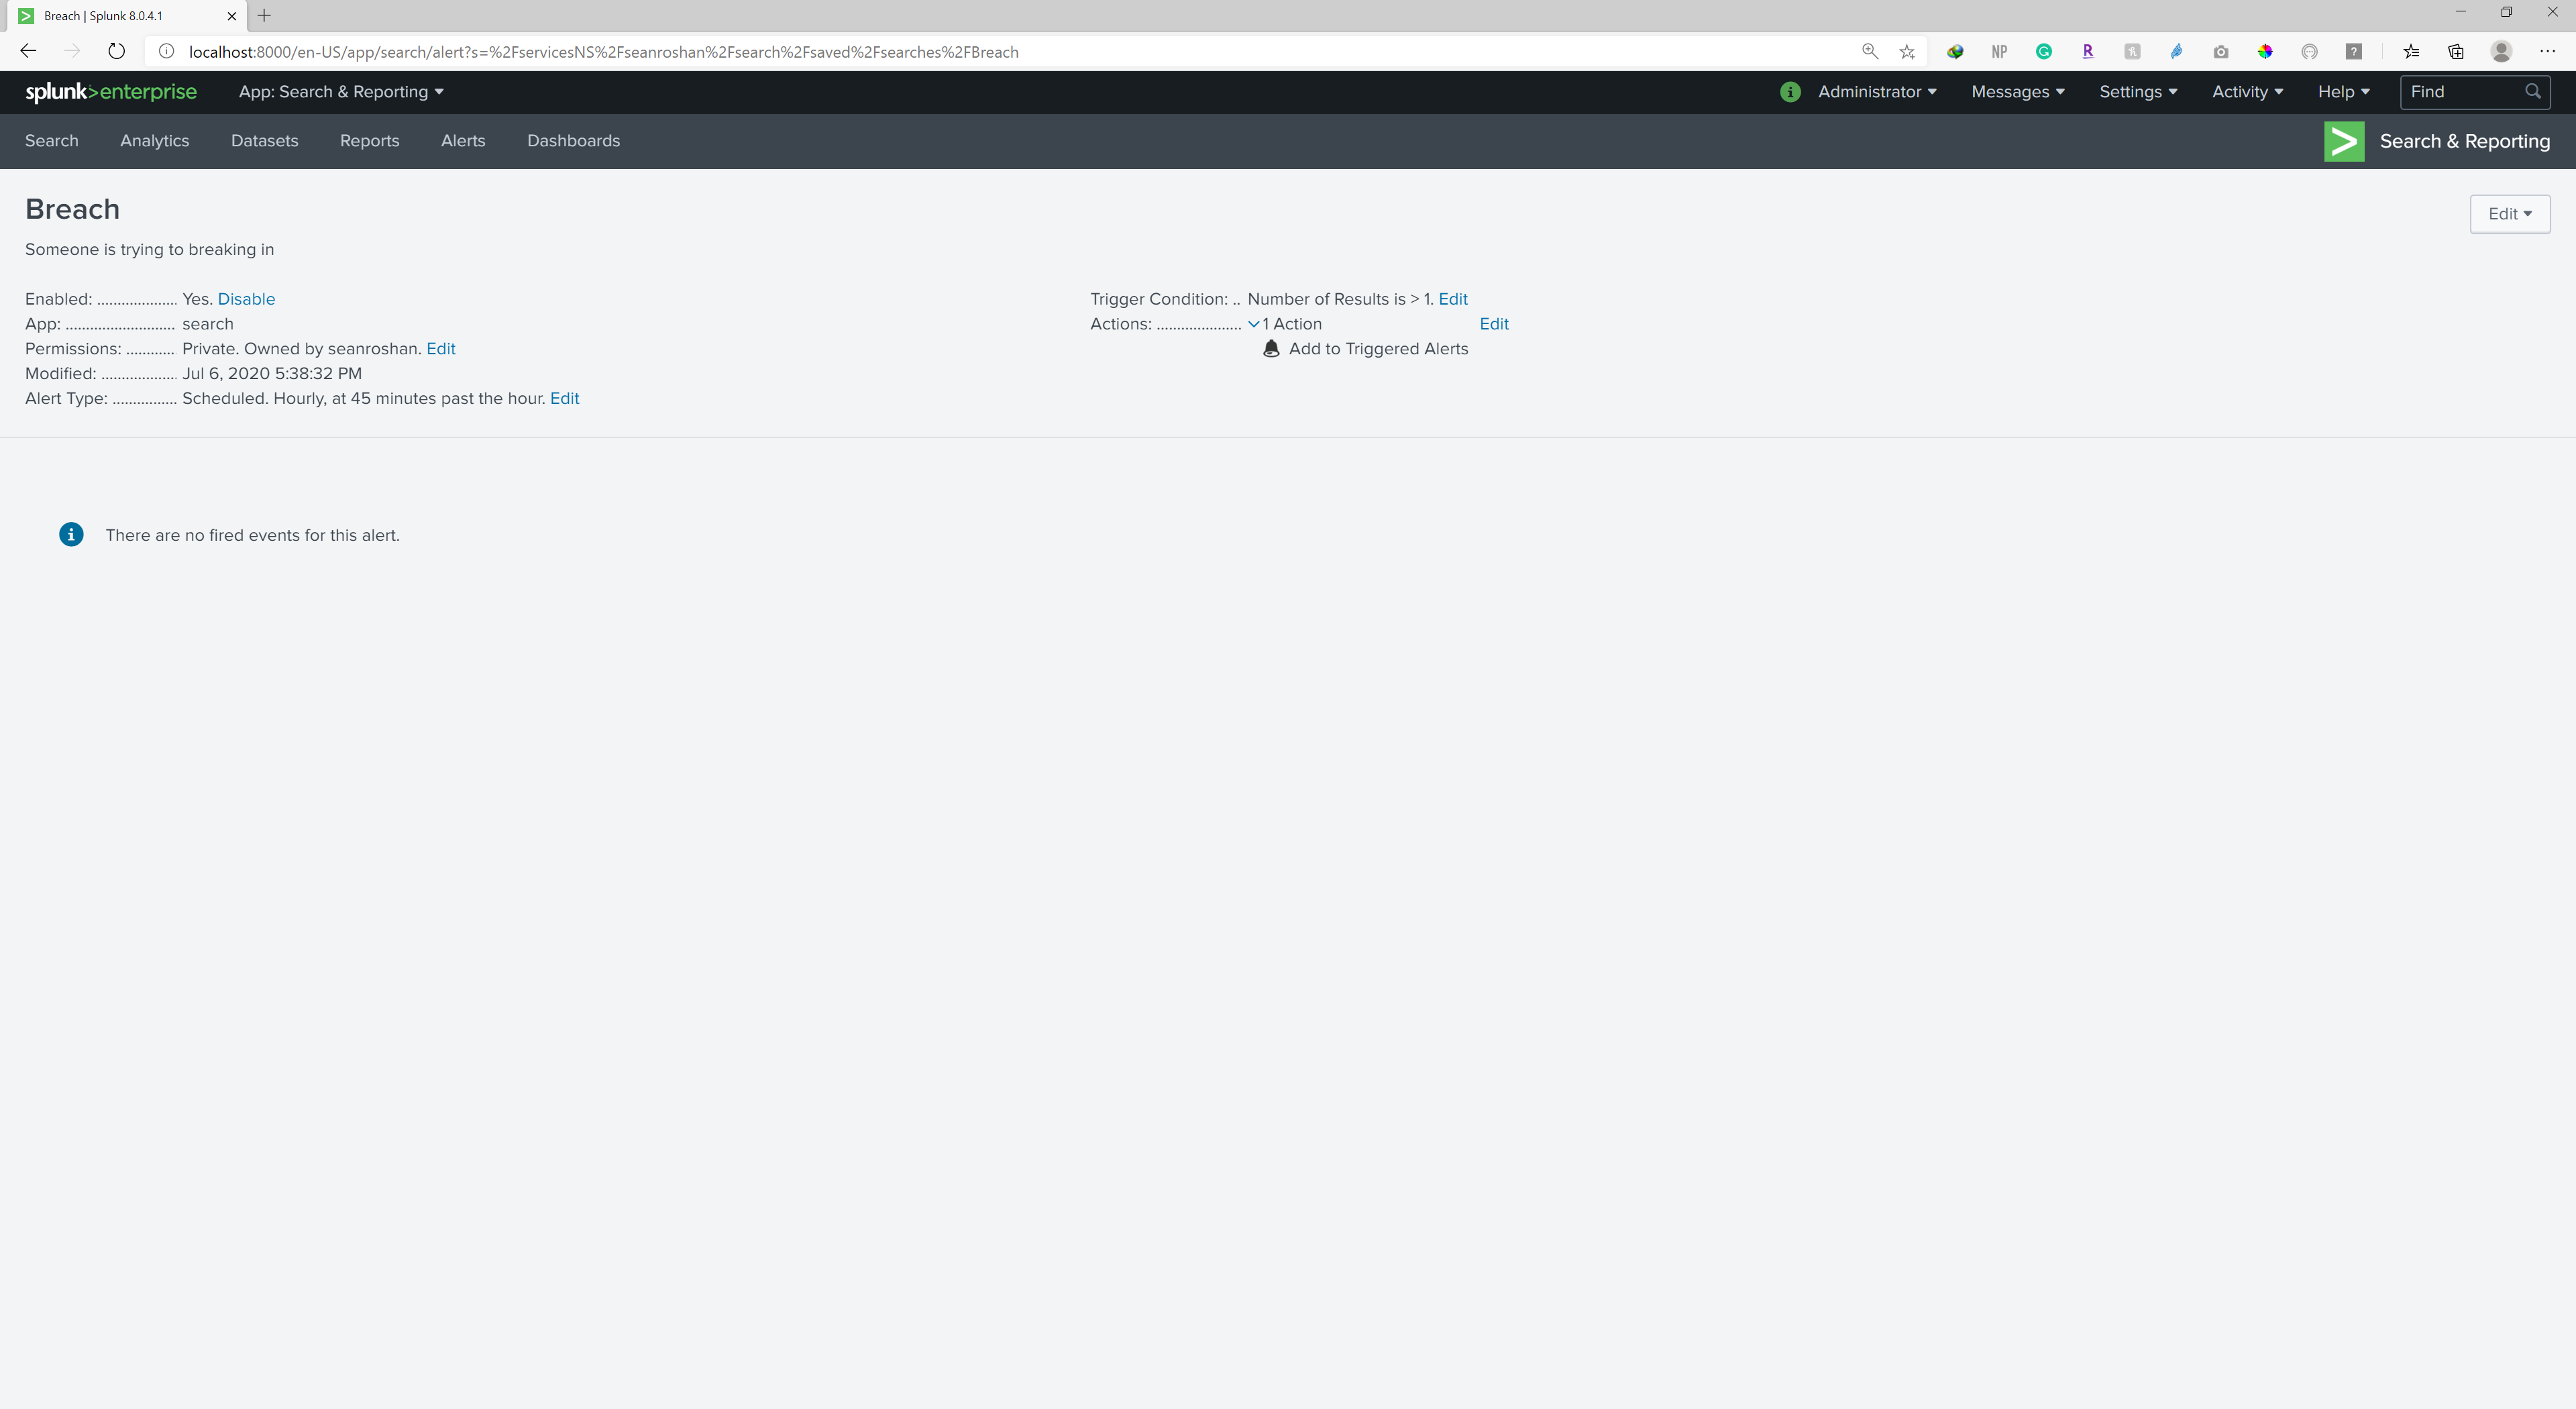 Breach | Splunk 8.0.4.1
localhost:8000/en-US/app/search/alert?s=%2FservicesNS%2Fseanroshan%2Fsearch%2Fsaved%2Fsearches%2FBreach
NP
R
?
splunk>enterprise App: Search & Reporting
i Administrator Messages Settings Activity Help Find
Search Analytics Datasets Reports Alerts Dashboards
Search & Reporting
Breach
Edit
Someone is trying to breaking in
Enabled: ................... Yes. Disable
App: .......................... search
Permissions: ............ Private. Owned by seanroshan. Edit
Modified: .................. Jul 6, 2020 5:38:32 PM
Alert Type: ............... Scheduled. Hourly, at 45 minutes past the hour. Edit
Trigger Condition: .. Number of Results is > 1. Edit
Actions: .................... 1 Action Edit
Add to Triggered Alerts
There are no fired events for this alert.